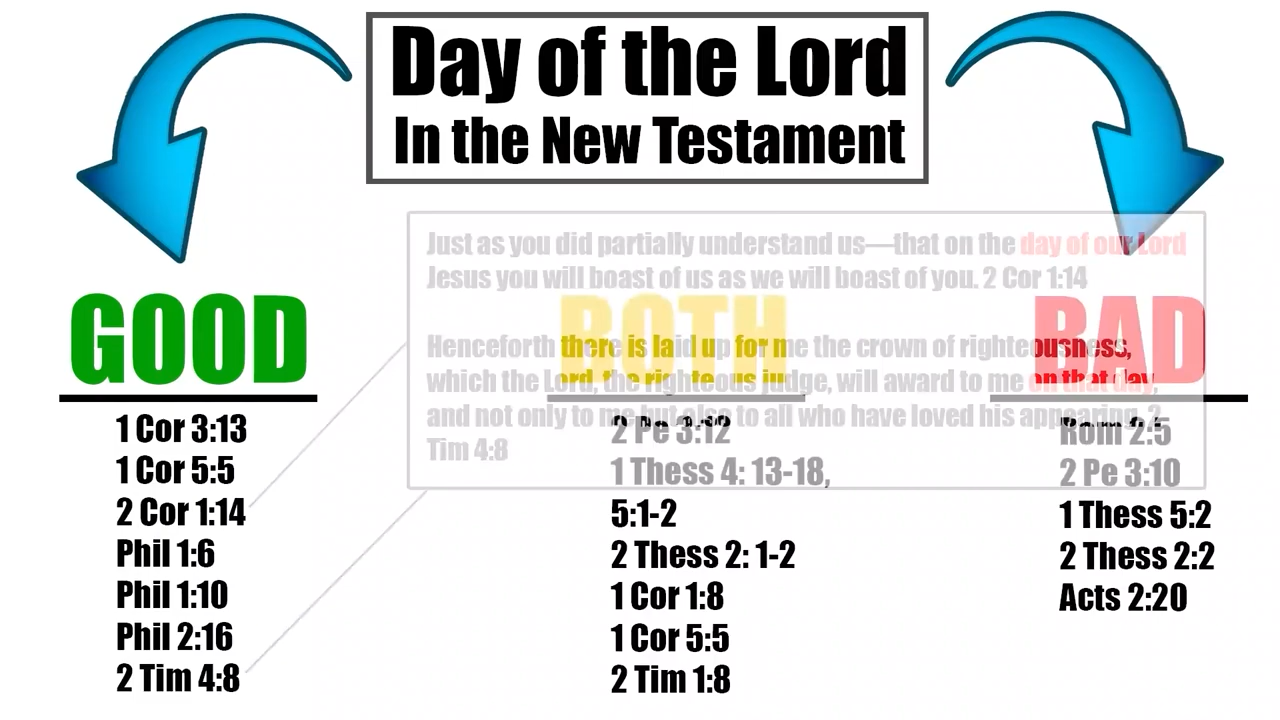 Day of the Lord
In the New Testament
Just as you did partially understand us—that on the day of our Lord
Jesus you will boast of us as we will boast of you. 2 Cor 1:14
GOOD
BOTH
BAD
Henceforth there is laid up for me the crown of righteousness,
which the Lord, the righteous judge, will award to me on that day,
and not only to me but also to all who have loved his appearing. 2
Tim 4:8
1 Cor 3:13
1 Cor 5:5
2 Cor 1:14
Phil 1:6
Phil 1:10
Phil 2:16
2 Tim 4:8
2 Pe 3:12
1 Thess 4: 13-18,
5:1-2
2 Thess 2: 1-2
1 Cor 1:8
1 Cor 5:5
2 Tim 1:8
Rom 2:5
2 Pe 3:10
1 Thess 5:2
2 Thess 2:2
Acts 2:20